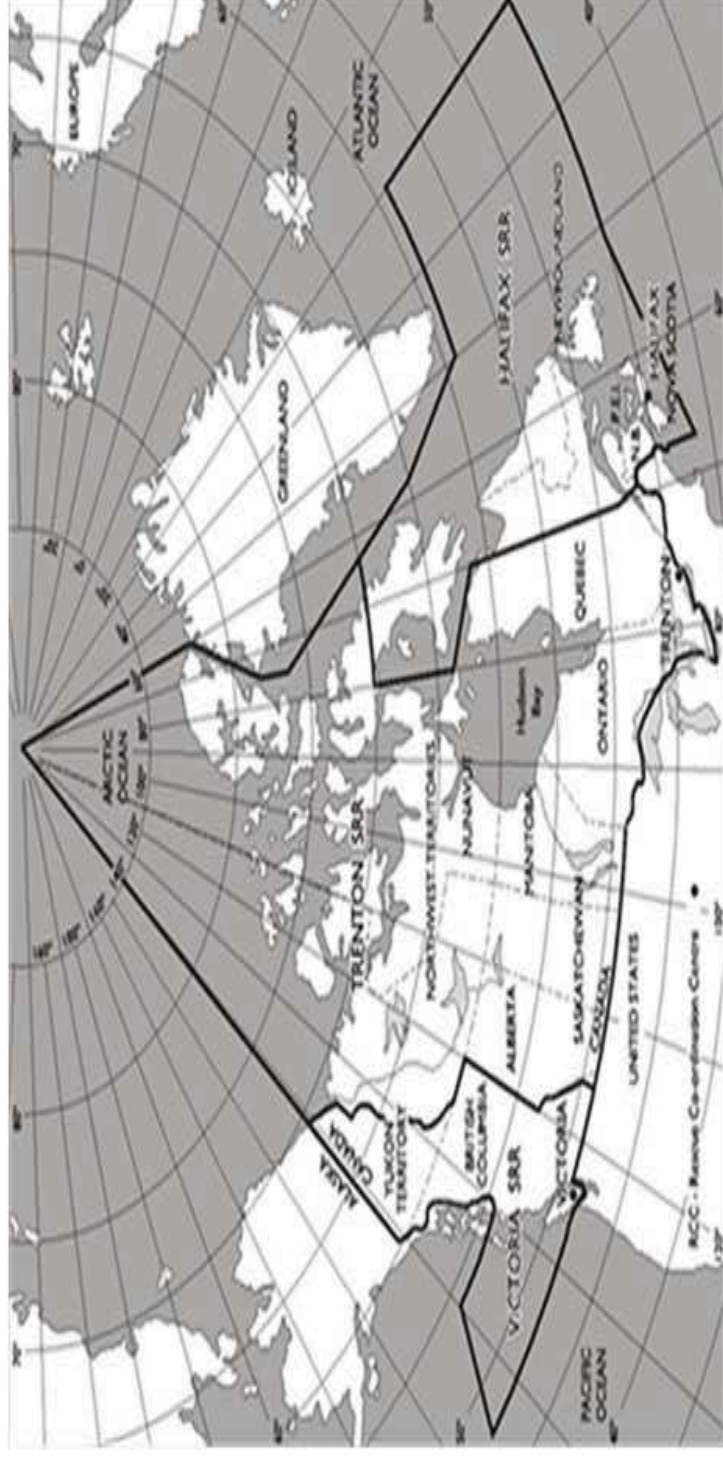 EUROPE
ICELAND
ATLANTIC
OCEAN
GREENLAND
ARCTIC
OCEAN
HALIFAX SRR
NEWFOUNDLAND
HALIFAX
NOVA SCOTIA
P.E.I.
N.B.
QUEBEC
TRENTON
ONTARIO
Hudson
Bay
TRENTON SRR
NORTHWEST TERRITORIES
NUNAVUT
MANITOBA
SASKATCHEWAN
ALBERTA
CANADA
UNITED STATES
ALASKA
CANADA
YUKON
TERRITORY
BRITISH
COLUMBIA
VICTORIA
VICTORIA SRR
PACIFIC
OCEAN
RCC - Rescue Co-ordination Centre